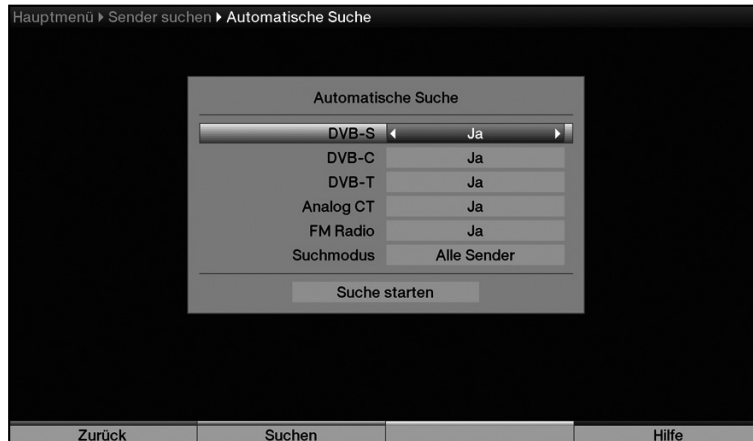 Hauptmenü ▸ Sender suchen ▸ Automatische Suche
Automatische Suche
DVB-S Ja
DVB-C Ja
DVB-T Ja
Analog CT Ja
FM Radio Ja
Suchmodus Alle Sender
Suche starten
Zurück Suchen Hilfe